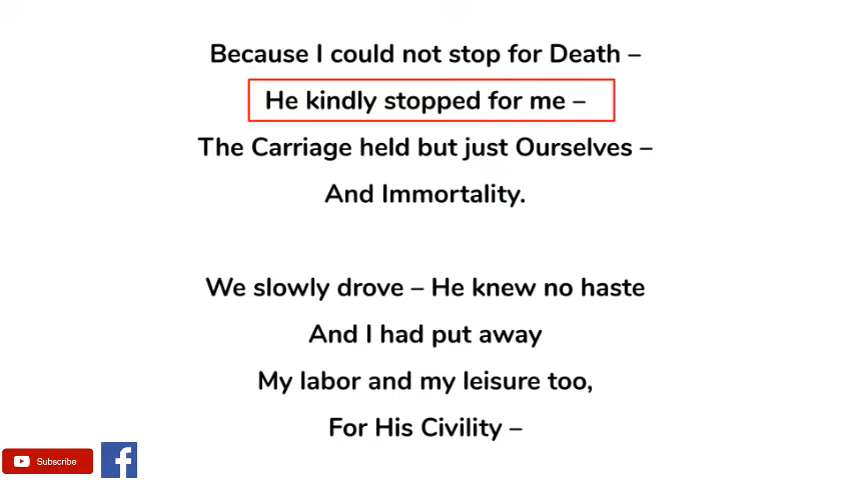 Because I could not stop for Death –
He kindly stopped for me –
The Carriage held but just Ourselves –
And Immortality.
We slowly drove – He knew no haste
And I had put away
My labor and my leisure too,
For His Civility –
Subscribe